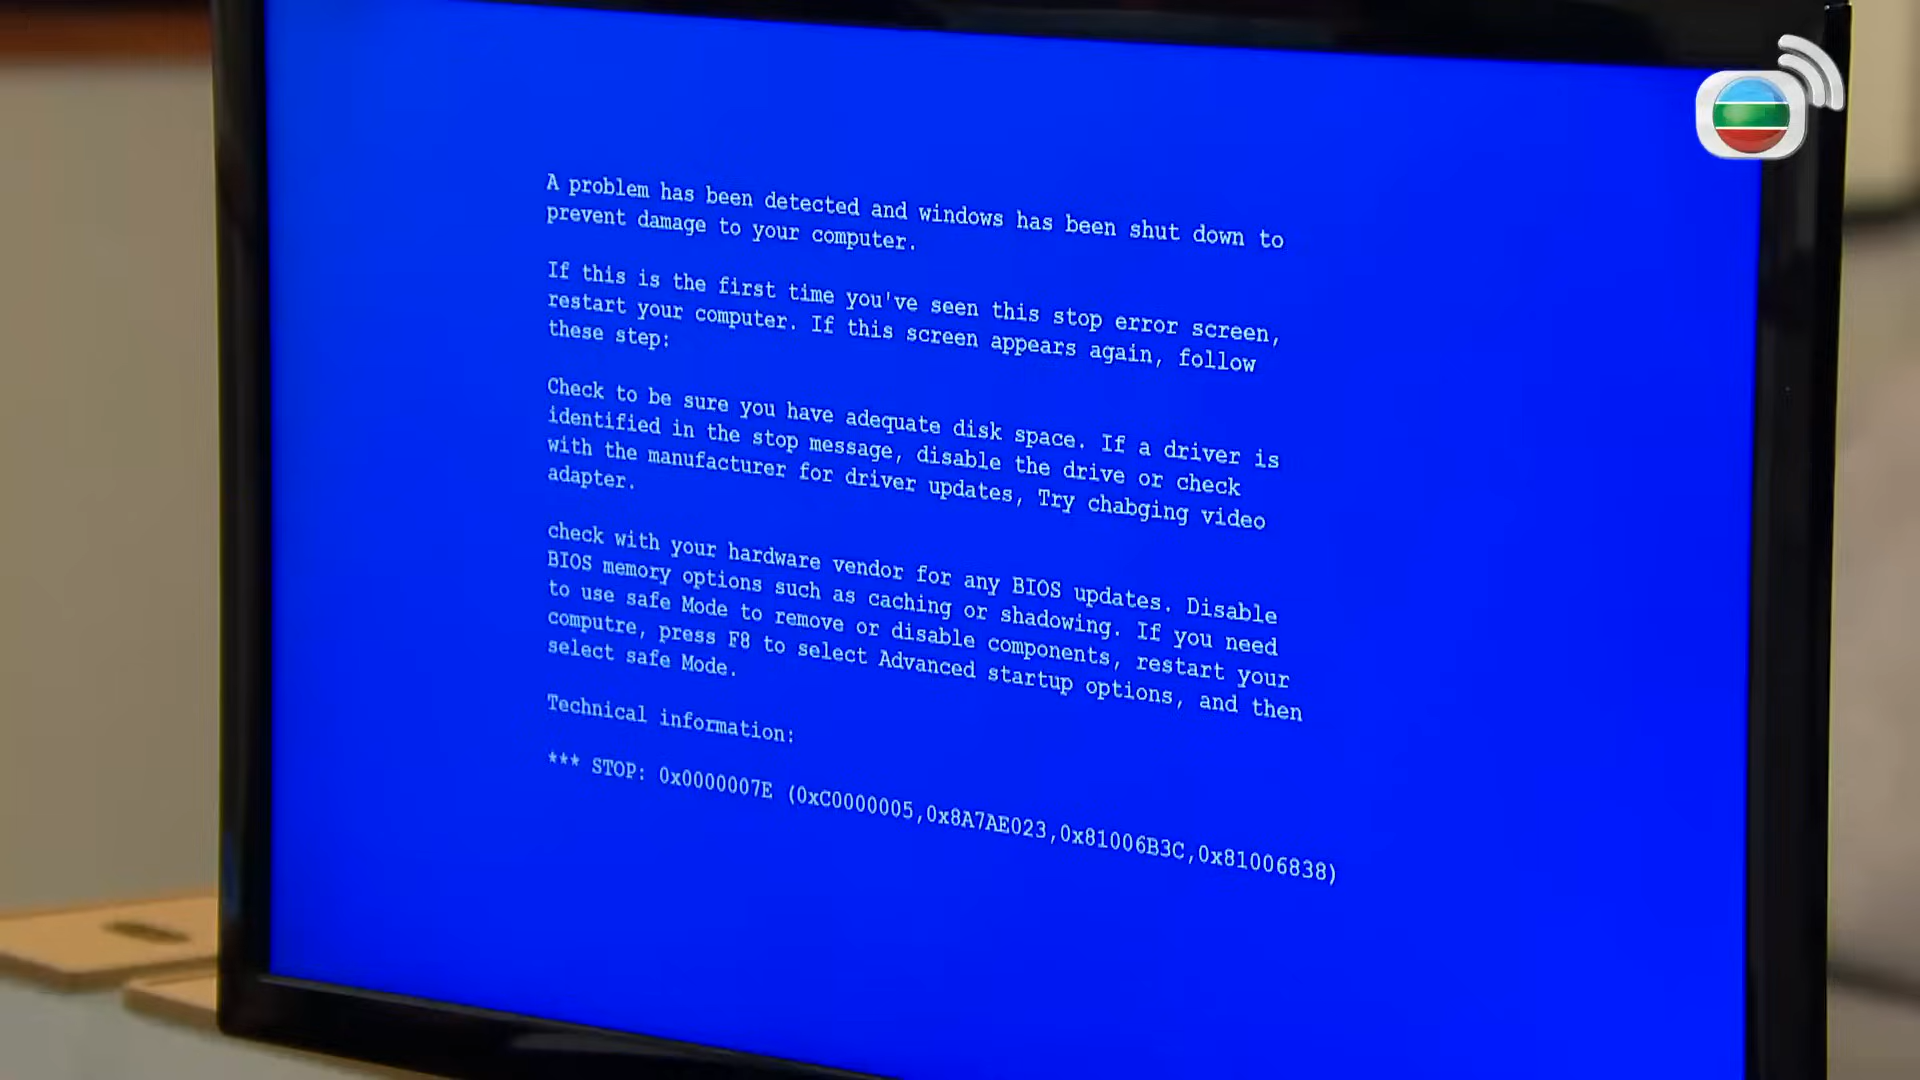 A problem has been detected and windows has been shut down to
prevent damage to your computer.
If this is the first time you've seen this stop error screen,
restart your computer. If this screen appears again, follow
these step:
Check to be sure you have adequate disk space. If a driver is
identified in the stop message, disable the drive or check
with the manufacturer for driver updates, Try chabging video
adapter.
check with your hardware vendor for any BIOS updates. Disable
BIOS memory options such as caching or shadowing. If you need
to use safe Mode to remove or disable components, restart your
computre, press F8 to select Advanced startup options, and then
select safe Mode.
Technical information:
*** STOP: 0x0000007E (0xC0000005,0x8A7AE023,0x81006B3C,0x81006838)